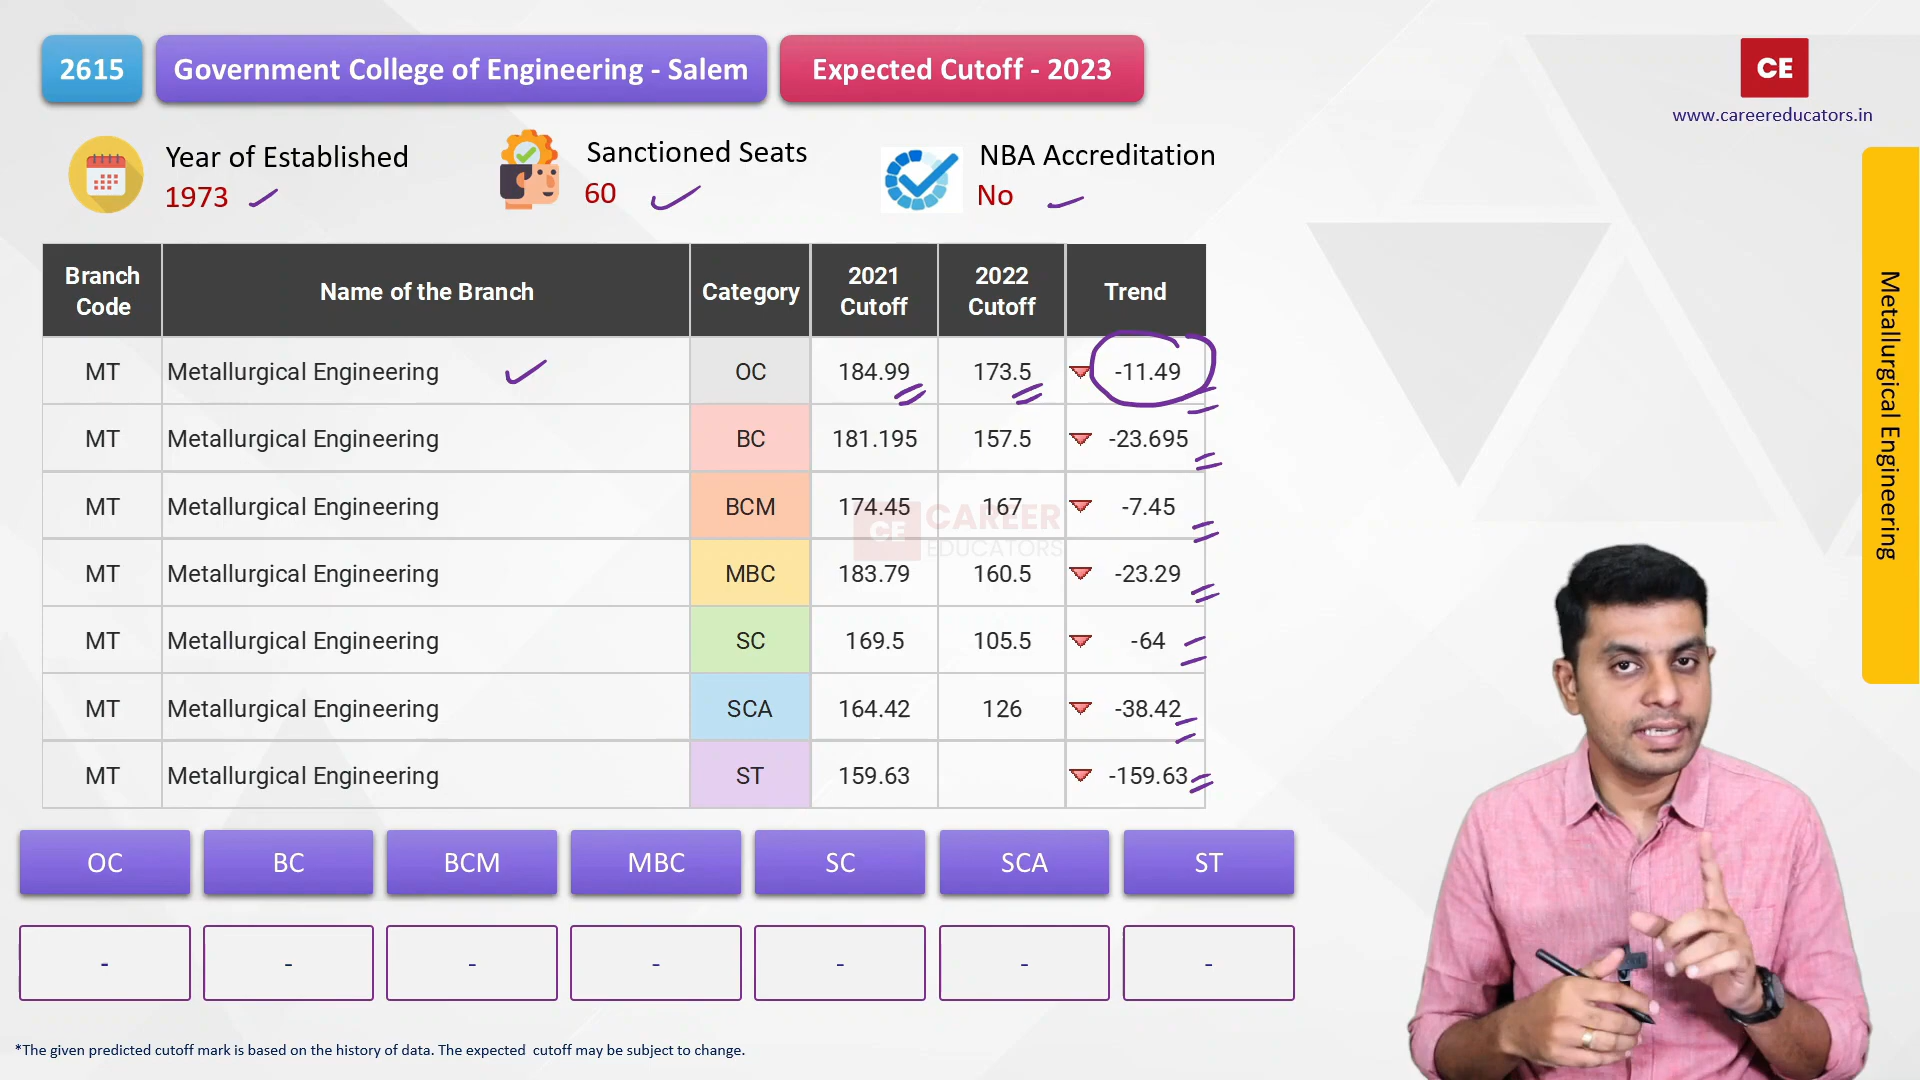 2615
Government College of Engineering - Salem
Expected Cutoff - 2023
CE
www.careereducators.in
Year of Established
1973
Sanctioned Seats
60
NBA Accreditation
No
Branch Code Name of the Branch Category 2021 Cutoff 2022 Cutoff Trend
MT Metallurgical Engineering OC 184.99 173.5 -11.49
MT Metallurgical Engineering BC 181.195 157.5 -23.695
MT Metallurgical Engineering BCM 174.45 167 -7.45
MT Metallurgical Engineering MBC 183.79 160.5 -23.29
MT Metallurgical Engineering SC 169.5 105.5 -64
MT Metallurgical Engineering SCA 164.42 126 -38.42
MT Metallurgical Engineering ST 159.63 -159.63
CE CAREER
EDUCATORS
Metallurgical Engineering
OC BC BCM MBC SC SCA ST
- - - - - - -
*The given predicted cutoff mark is based on the history of data. The expected cutoff may be subject to change.